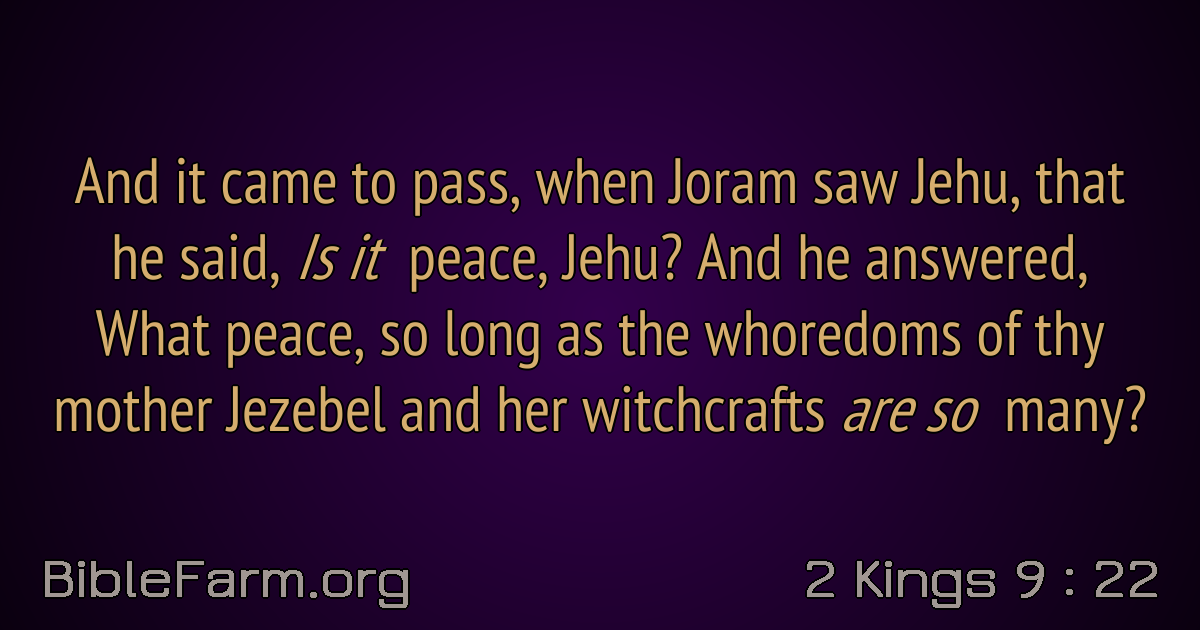 And it came to pass, when Joram saw Jehu, that
he said, Is it peace, Jehu? And he answered,
What peace, so long as the whoredoms of thy
mother Jezebel and her witchcrafts are so many?
BibleFarm.org
2 Kings 9 : 22